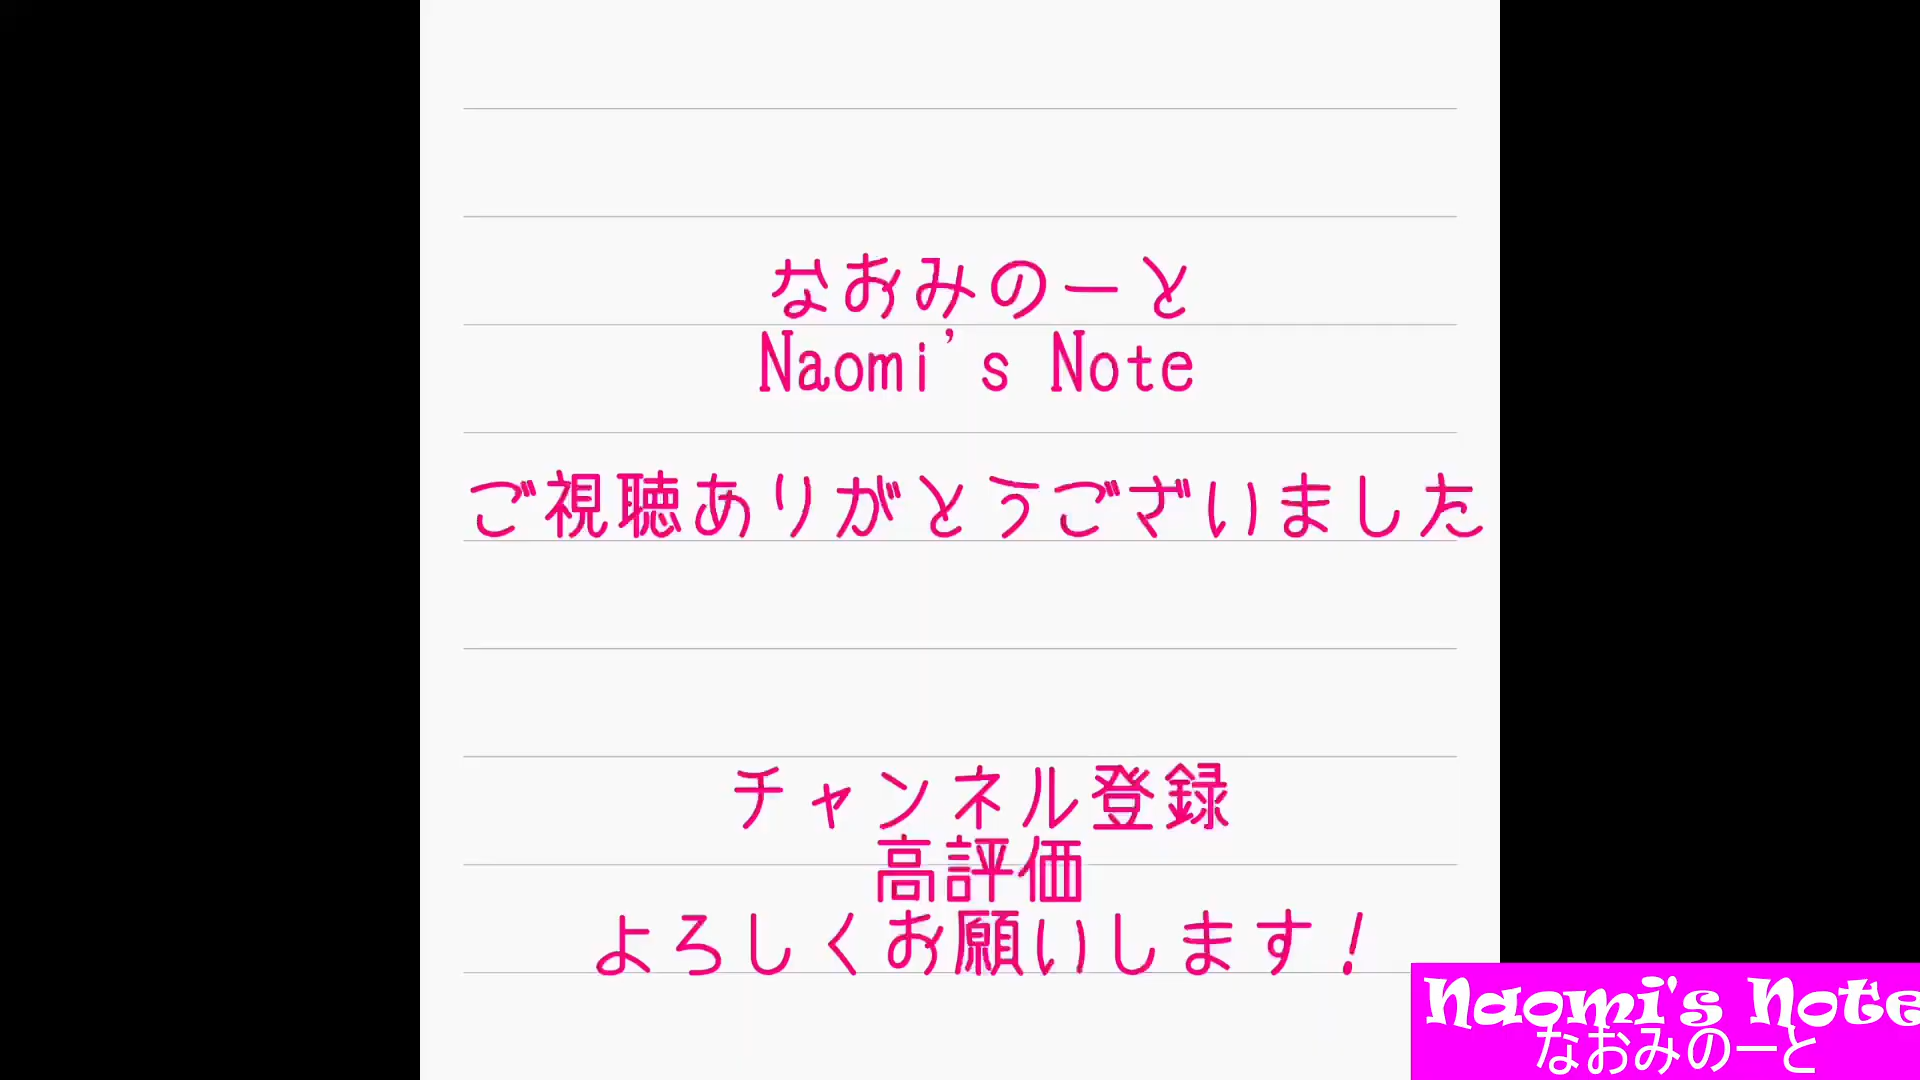 なおみのーと
Naomi's Note
ご視聴ありがとうございました
チャンネル登録
高評価
よろしくお願いします!
Naomi's Note
なおみのーと